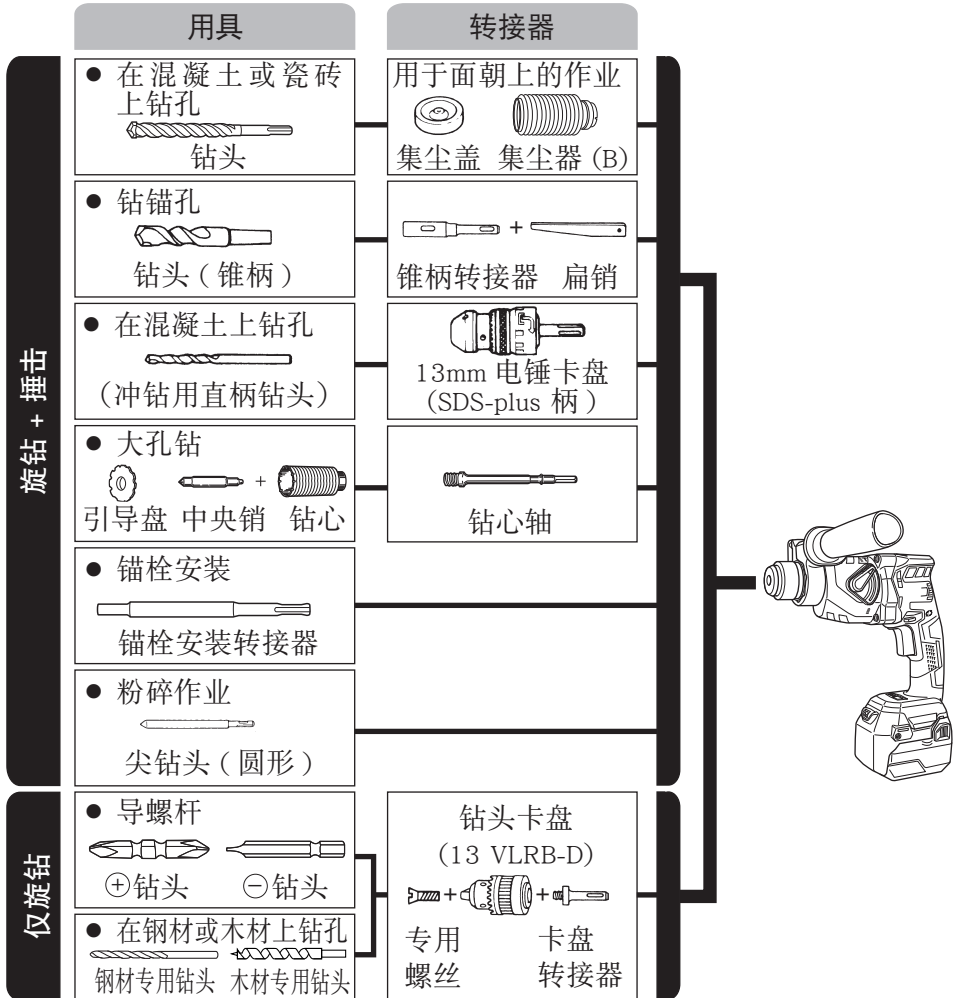 用具
转接器
旋钻 + 捶击
● 在混凝土或瓷砖
上钻孔
钻头
用于面朝上的作业
集尘盖 集尘器 (B)
● 钻锚孔
钻头（锥柄）
+
锥柄转接器 扁销
● 在混凝土上钻孔
（冲钻用直柄钻头）
13mm 电锤卡盘
（SDS-plus 柄）
● 大孔钻
+
引导盘 中央销 钻心
钻心轴
● 锚栓安装
锚栓安装转接器
● 粉碎作业
尖钻头（圆形）
仅旋钻
● 导螺杆
⊕钻头 ⊖钻头
● 在钢材或木材上钻孔
钢材专用钻头 木材专用钻头
钻头卡盘
（13 VLRB-D）
+ +
专用 卡盘
螺丝 转接器